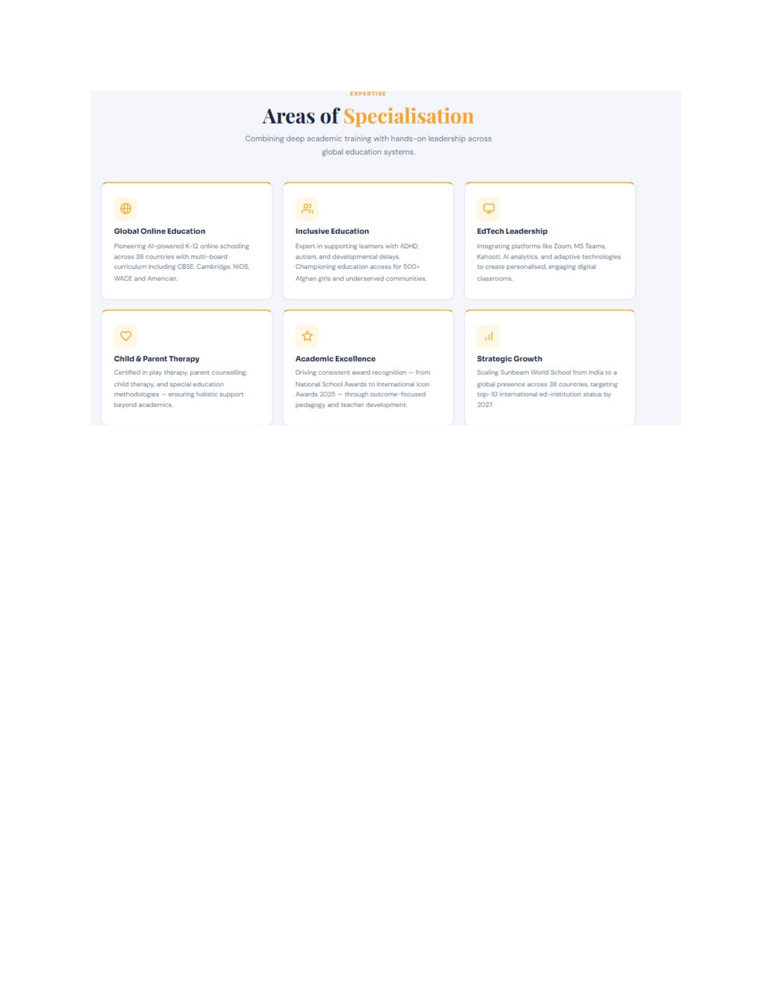 EXPERTISE
Areas of Specialisation
Combining deep academic training with hands-on leadership across
global education systems.
Global Online Education
Pioneering AI-powered K-12 online schooling
across 38 countries with multi-board
curriculum including CBSE, Cambridge, NIOS,
WACE and American.
Inclusive Education
Expert in supporting learners with ADHD,
autism, and developmental delays.
Championing education access for 500+
Afghan girls and underserved communities.
EdTech Leadership
Integrating platforms like Zoom, MS Teams,
Kahoot!, AI analytics, and adaptive technologies
to create personalised, engaging digital
classrooms.
Child & Parent Therapy
Certified in play therapy, parent counselling,
child therapy, and special education
methodologies — ensuring holistic support
beyond academics.
Academic Excellence
Driving consistent award recognition — from
National School Awards to International Icon
Awards 2025 — through outcome-focused
pedagogy and teacher development.
Strategic Growth
Scaling Sunbeam World School from India to a
global presence across 38 countries, targeting
top-10 international ed-institution status by
2027.